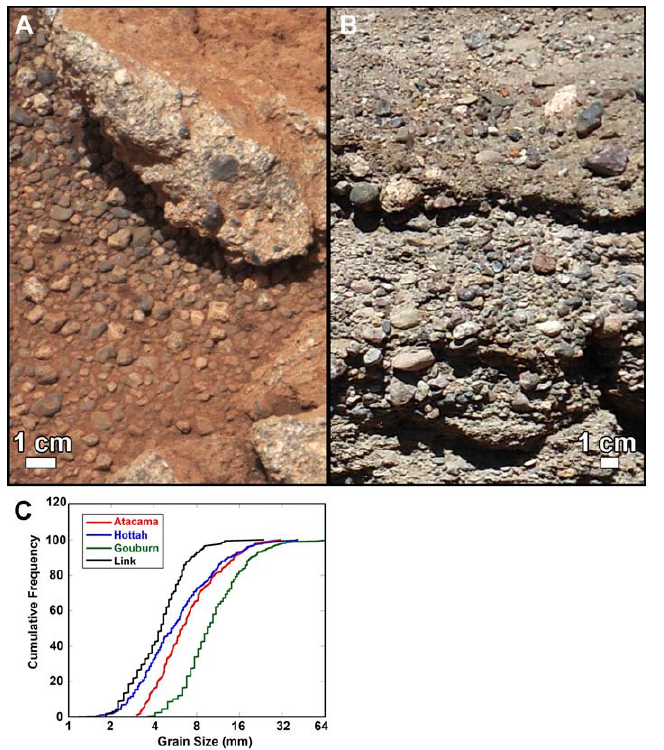 A
B
1 cm
1 cm
C
120
100
80
60
40
20
0
Cumulative Frequency
Atacama
Hottah
Gouburn
Link
1 2 4 8 16 32 64
Grain Size (mm)